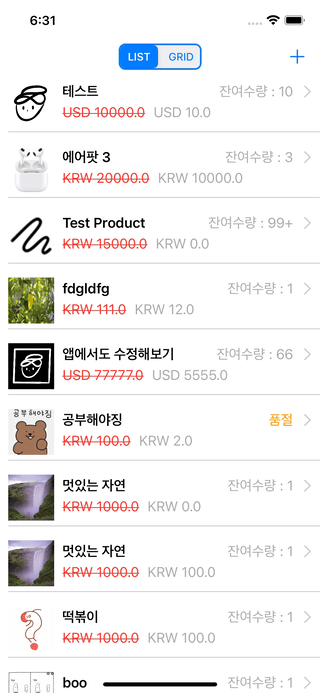 6:31
LIST GRID
테스트 잔여수량 : 10
USD 10000.0 USD 10.0
에어팟 3 잔여수량 : 3
KRW 20000.0 KRW 10000.0
Test Product 잔여수량 : 99+
KRW 15000.0 KRW 0.0
fdgldfg 잔여수량 : 1
KRW 111.0 KRW 12.0
앱에서도 수정해보기 잔여수량 : 66
USD 77777.0 USD 5555.0
공부해야징
공부해야징 품절
KRW 100.0 KRW 2.0
멋있는 자연 잔여수량 : 1
KRW 1000.0 KRW 0.0
멋있는 자연 잔여수량 : 1
KRW 1000.0 KRW 100.0
떡볶이 잔여수량 : 1
KRW 1000.0 KRW 100.0
boo 잔여수량 : 1